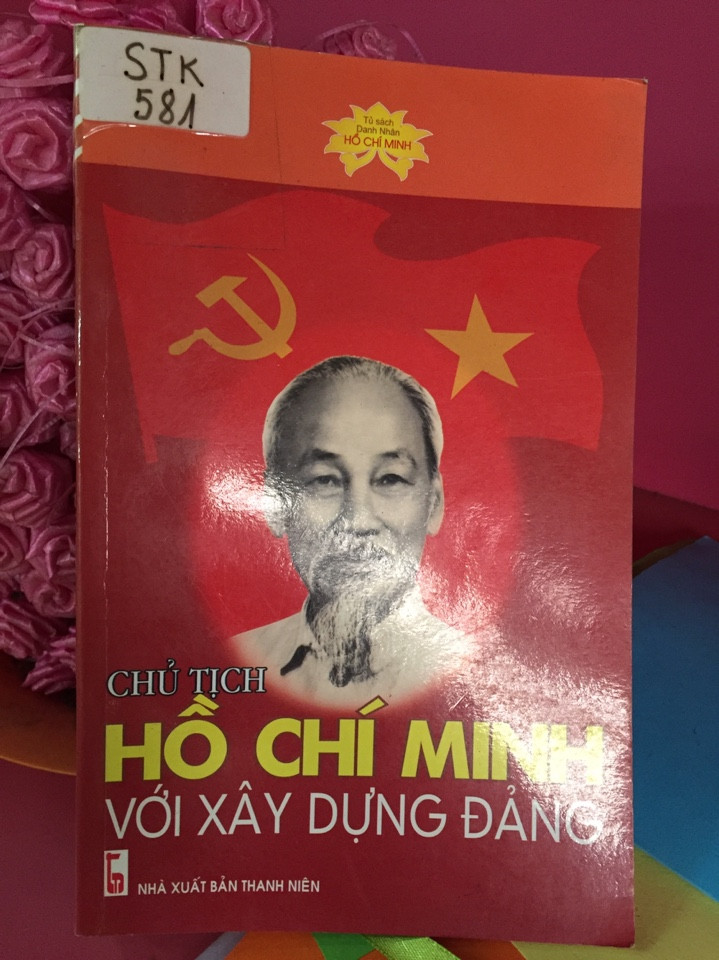 STK
581
Tủ sách
Danh Nhân
HỒ CHÍ MINH
CHỦ TỊCH
HỒ CHÍ MINH
VỚI XÂY DỰNG ĐẢNG
NHÀ XUẤT BẢN THANH NIÊN